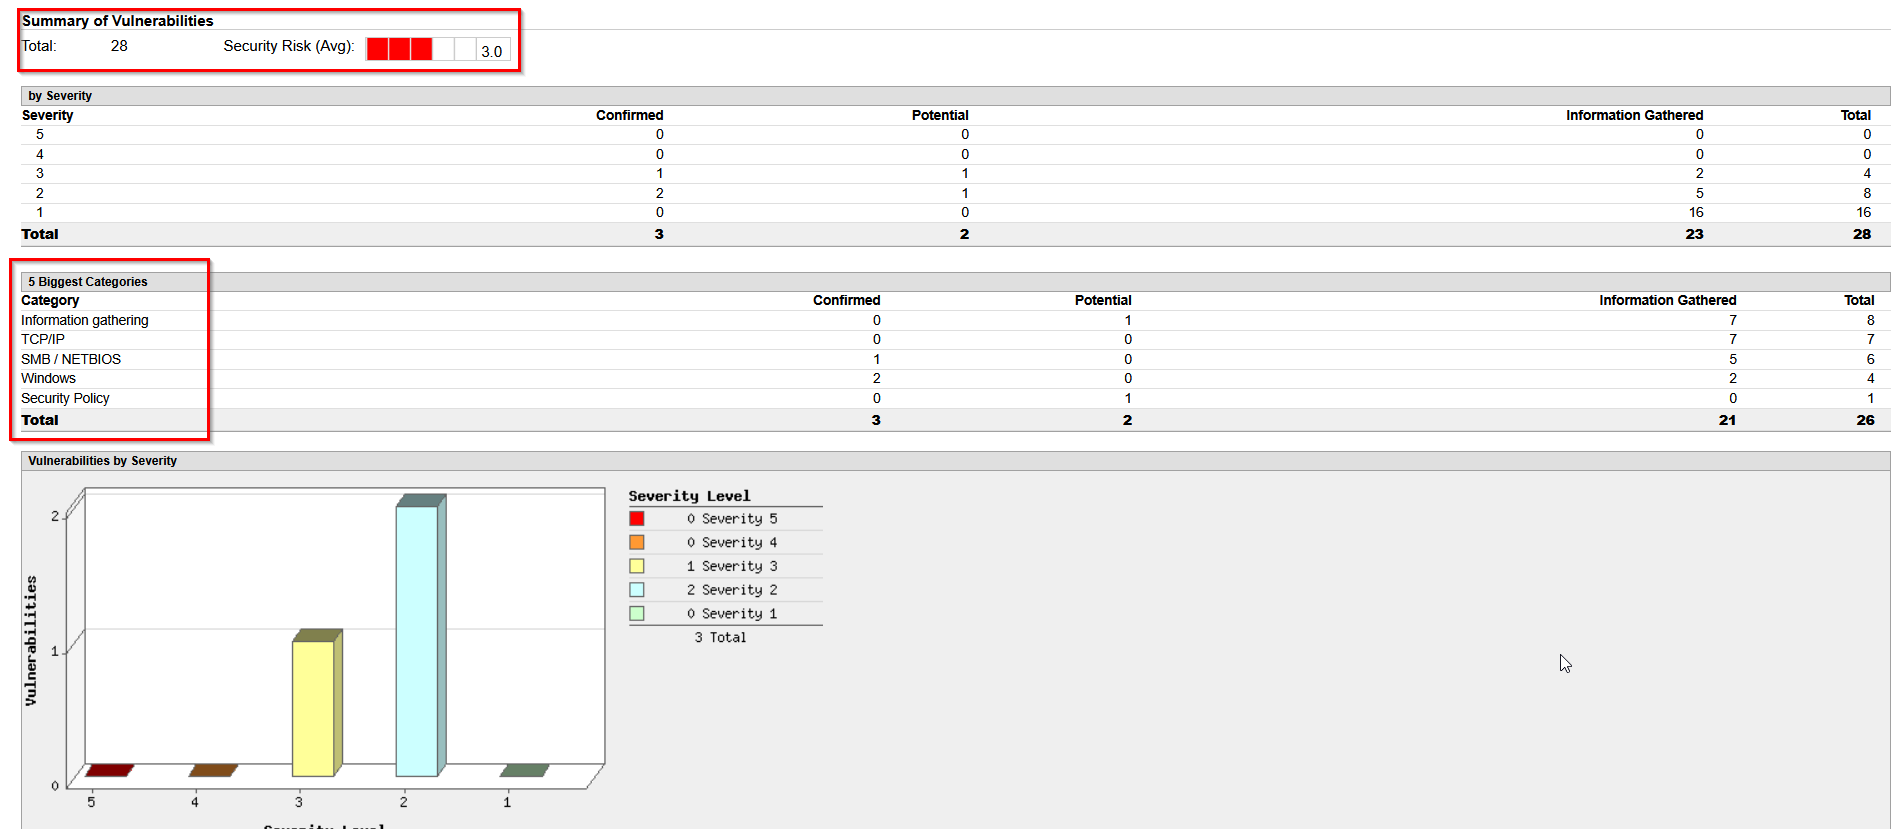 Summary of Vulnerabilities
Total: 28 Security Risk (Avg): 3.0
by Severity
Severity Confirmed Potential Information Gathered Total
5 0 0 0 0
4 0 0 0 0
3 1 1 2 4
2 2 1 5 8
1 0 0 16 16
Total 3 2 23 28
5 Biggest Categories
Category Confirmed Potential Information Gathered Total
Information gathering 0 1 7 8
TCP/IP 0 0 7 7
SMB / NETBIOS 1 0 5 6
Windows 2 0 2 4
Security Policy 0 1 0 1
Total 3 2 21 26
Vulnerabilities by Severity
2
1
0
Vulnerabilities
5 4 3 2 1
Severity Level
Severity Level
0 Severity 5
0 Severity 4
1 Severity 3
2 Severity 2
0 Severity 1
3 Total